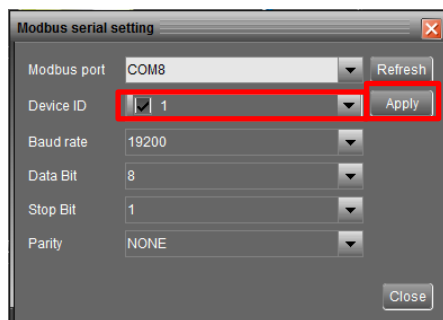 Modbus serial setting
Modbus port COM8 Refresh
Device ID 1 Apply
Baud rate 19200
Data Bit 8
Stop Bit 1
Parity NONE
Close